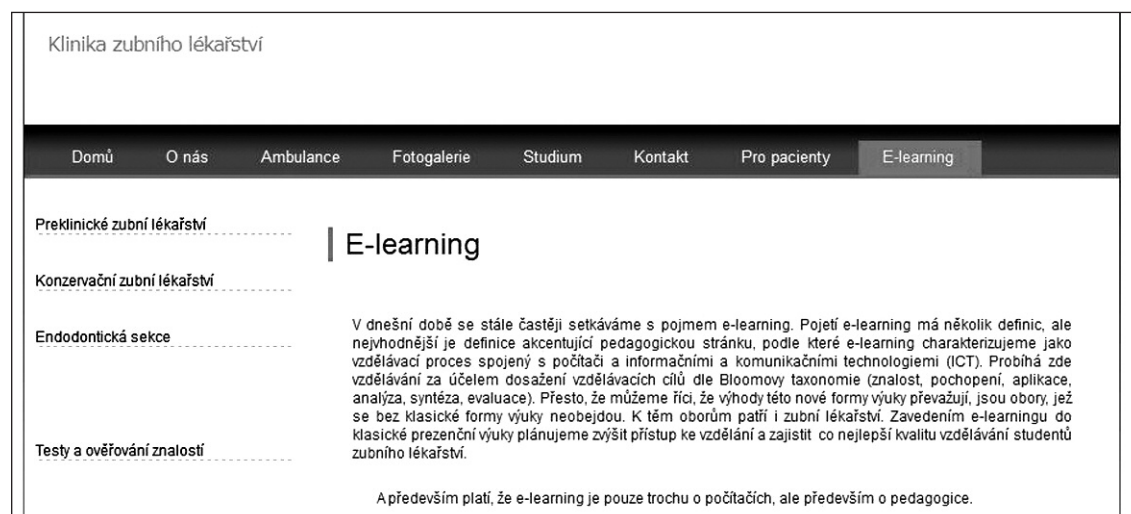 Klinika zubního lékařství
Domů O nás Ambulance Fotogalerie Studium Kontakt Pro pacienty E-learning
Preklinické zubní lékařství
Konzervační zubní lékařství
Endodontická sekce
Testy a ověřování znalostí
E-learning
V dnešní době se stále častěji setkáváme s pojmem e-learning. Pojetí e-learning má několik definic, ale
nejvhodnější je definice akcentující pedagogickou stránku, podle které e-learning charakterizujeme jako
vzdělávací proces spojený s počítači a informačními a komunikačními technologiemi (ICT). Probíhá zde
vzdělávání za účelem dosažení vzdělávacích cílů dle Bloomovy taxonomie (znalost, pochopení, aplikace,
analýza, syntéza, evaluace). Přesto, že můžeme říci, že výhody této nové formy výuky převažují, jsou obory, jež
se bez klasické formy výuky neobejdou. K těm oborům patří i zubní lékařství. Zavedením e-learningu do
klasické prezenční výuky plánujeme zvýšit přístup ke vzdělání a zajistit co nejlepší kvalitu vzdělávání studentů
zubního lékařství.
A především platí, že e-learning je pouze trochu o počítačích, ale především o pedagogice.